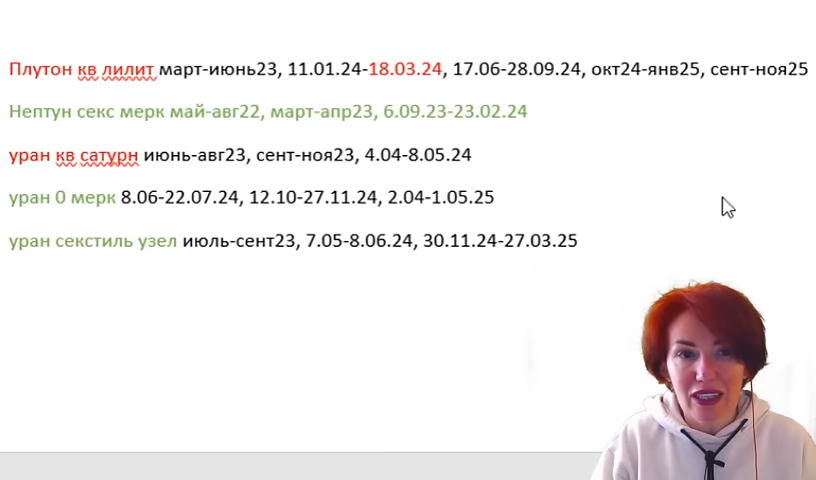 Плутон кв лилит март-июнь23, 11.01.24-18.03.24, 17.06-28.09.24, окт24-янв25, сент-ноя25
Нептун секс мерк май-авг22, март-апр23, 6.09.23-23.02.24
уран кв сатурн июнь-авг23, сент-ноя23, 4.04-8.05.24
уран 0 мерк 8.06-22.07.24, 12.10-27.11.24, 2.04-1.05.25
уран секстиль узел июль-сент23, 7.05-8.06.24, 30.11.24-27.03.25